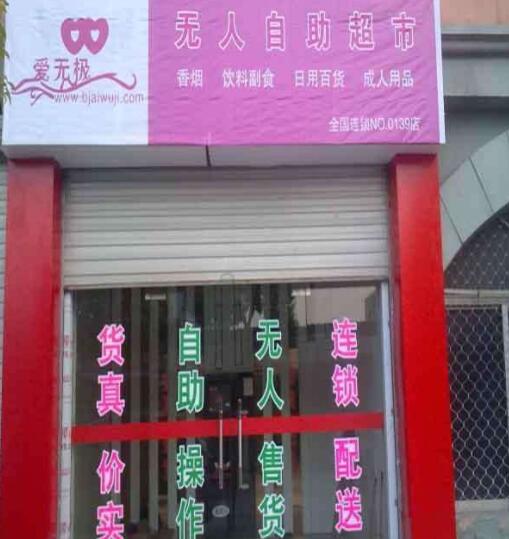 爱无极
www.bjaiwuji.com
无人自助超市
香烟 饮料副食 日用百货 成人用品
全国连锁NO.0139店
货真价实
自助操作
无人售货
连锁配送